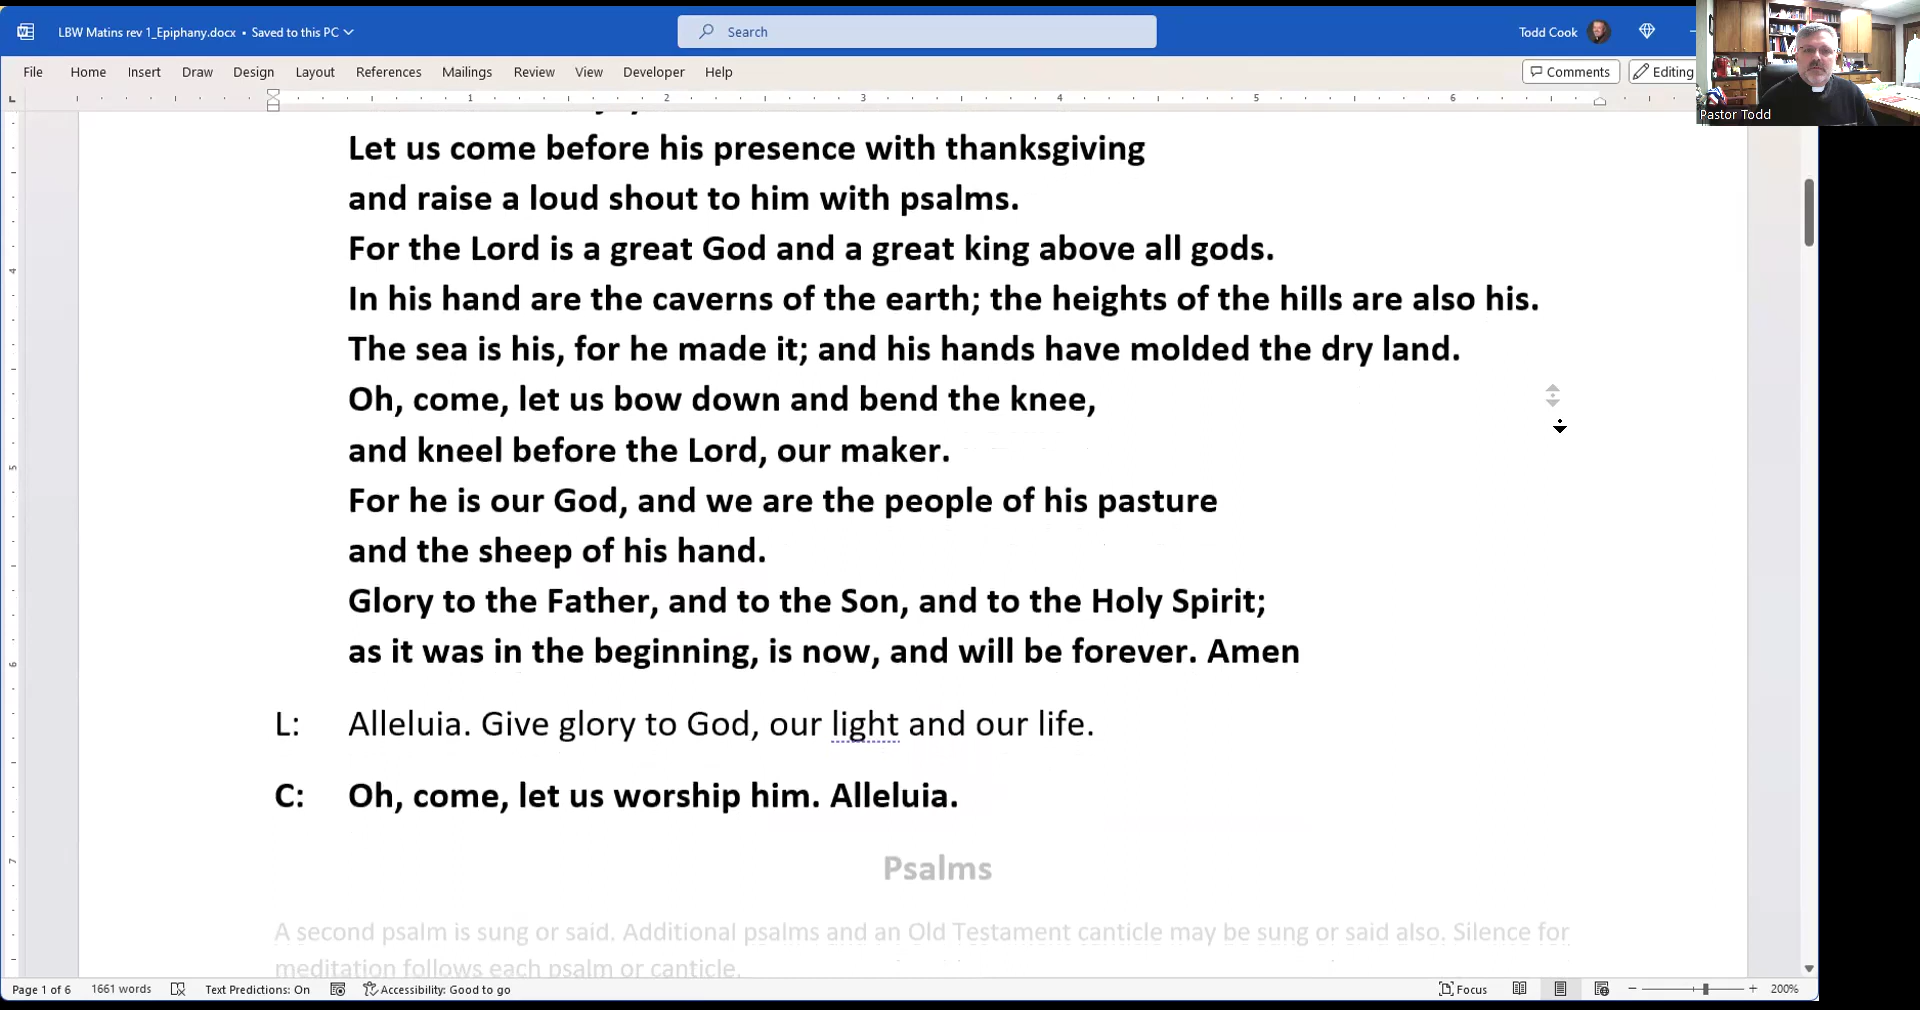 LBW Matins rev 1_Epiphany.docx • Saved to this PC
Search
Todd Cook
File Home Insert Draw Design Layout References Mailings Review View Developer Help
Comments
Editing
Pastor Todd
1 2 3 4 5 6
Let us come before his presence with thanksgiving
and raise a loud shout to him with psalms.
For the Lord is a great God and a great king above all gods.
4
In his hand are the caverns of the earth; the heights of the hills are also his.
The sea is his, for he made it; and his hands have molded the dry land.
Oh, come, let us bow down and bend the knee,
and kneel before the Lord, our maker.
5
For he is our God, and we are the people of his pasture
and the sheep of his hand.
Glory to the Father, and to the Son, and to the Holy Spirit;
as it was in the beginning, is now, and will be forever. Amen
6
L: Alleluia. Give glory to God, our light and our life.
C: Oh, come, let us worship him. Alleluia.
7
Psalms
A second psalm is sung or said. Additional psalms and an Old Testament canticle may be sung or said also. Silence for
meditation follows each psalm or canticle.
Page 1 of 6 1661 words Text Predictions: On Accessibility: Good to go Focus 200%